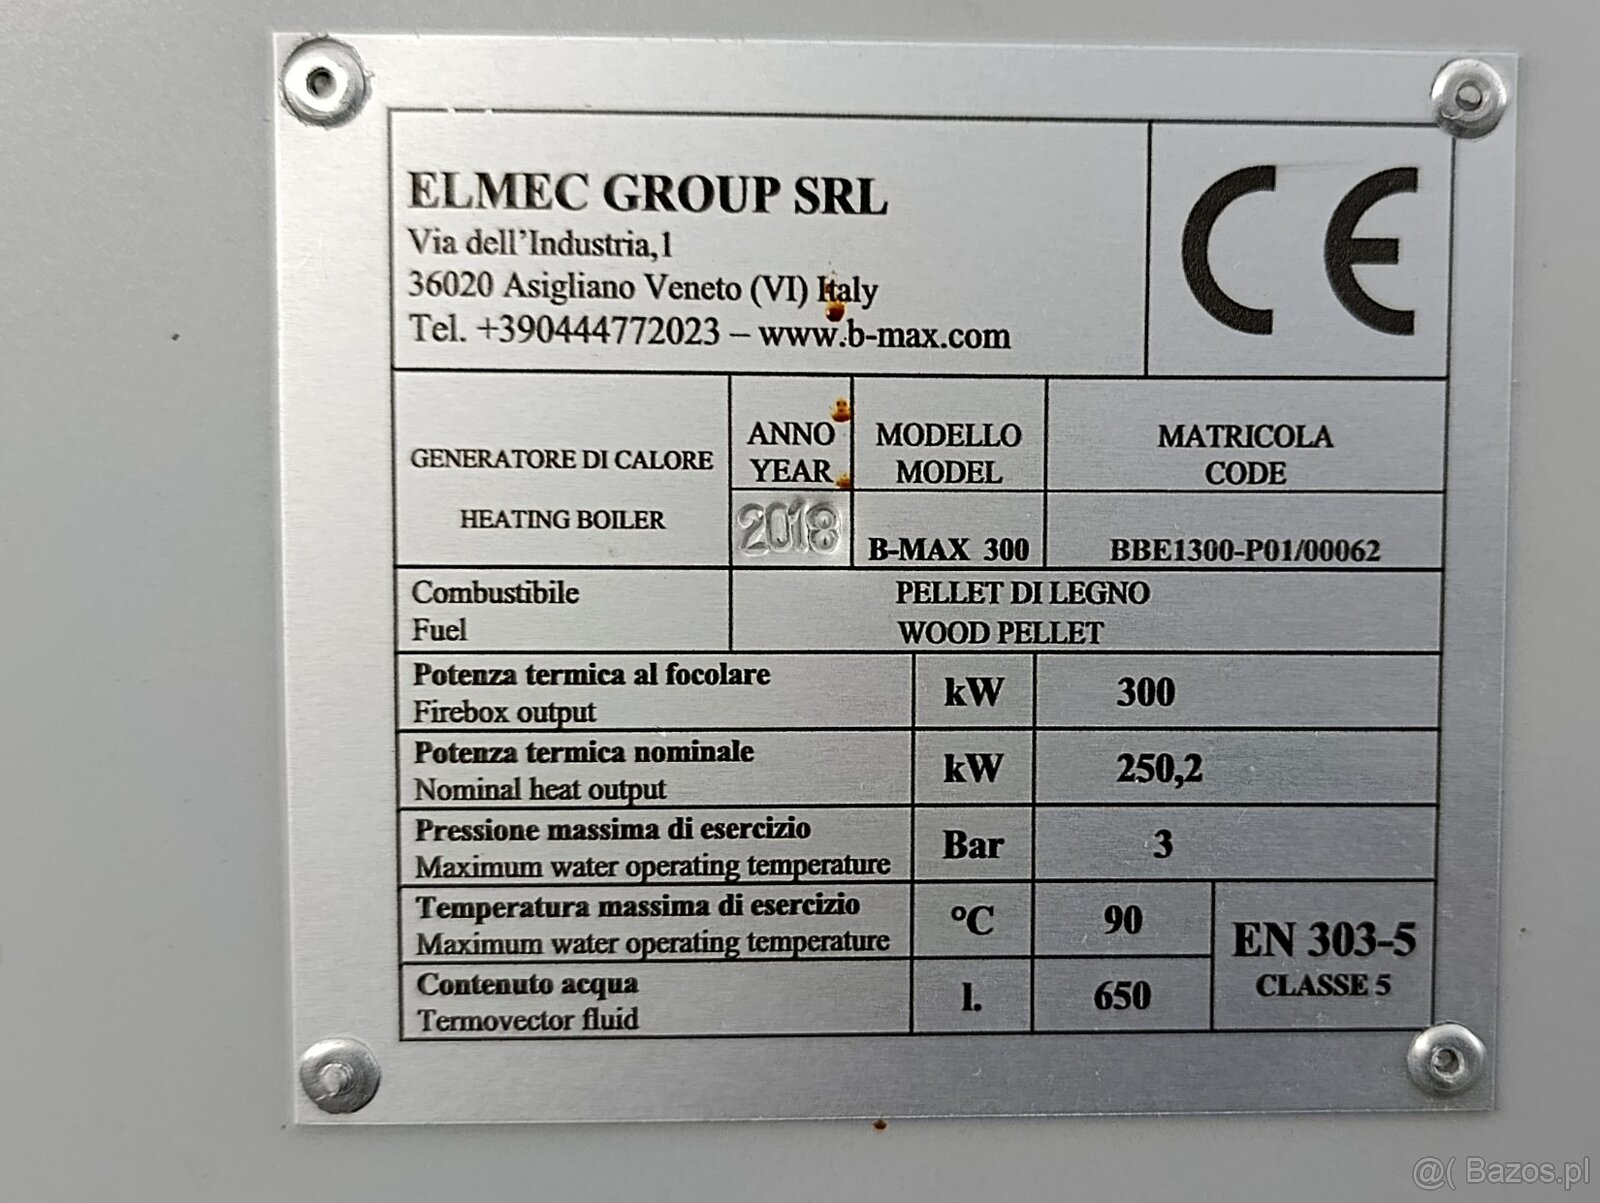 ELMEC GROUP SRL
Via dell'Industria,1
36020 Asigliano Veneto (VI) Italy
Tel. +390444772023 – www.b-max.com
CE
GENERATORE DI CALORE
HEATING BOILER
ANNO
YEAR
2018
MODELLO
MODEL
B-MAX 300
MATRICOLA
CODE
BBE1300-P01/00062
Combustibile
Fuel
PELLET DI LEGNO
WOOD PELLET
Potenza termica al focolare
Firebox output
kW
300
Potenza termica nominale
Nominal heat output
kW
250,2
Pressione massima di esercizio
Maximum water operating temperature
Bar
3
Temperatura massima di esercizio
Maximum water operating temperature
°C
90
Contenuto acqua
Termovector fluid
l.
650
EN 303-5
CLASSE 5
@( Bazos.pl